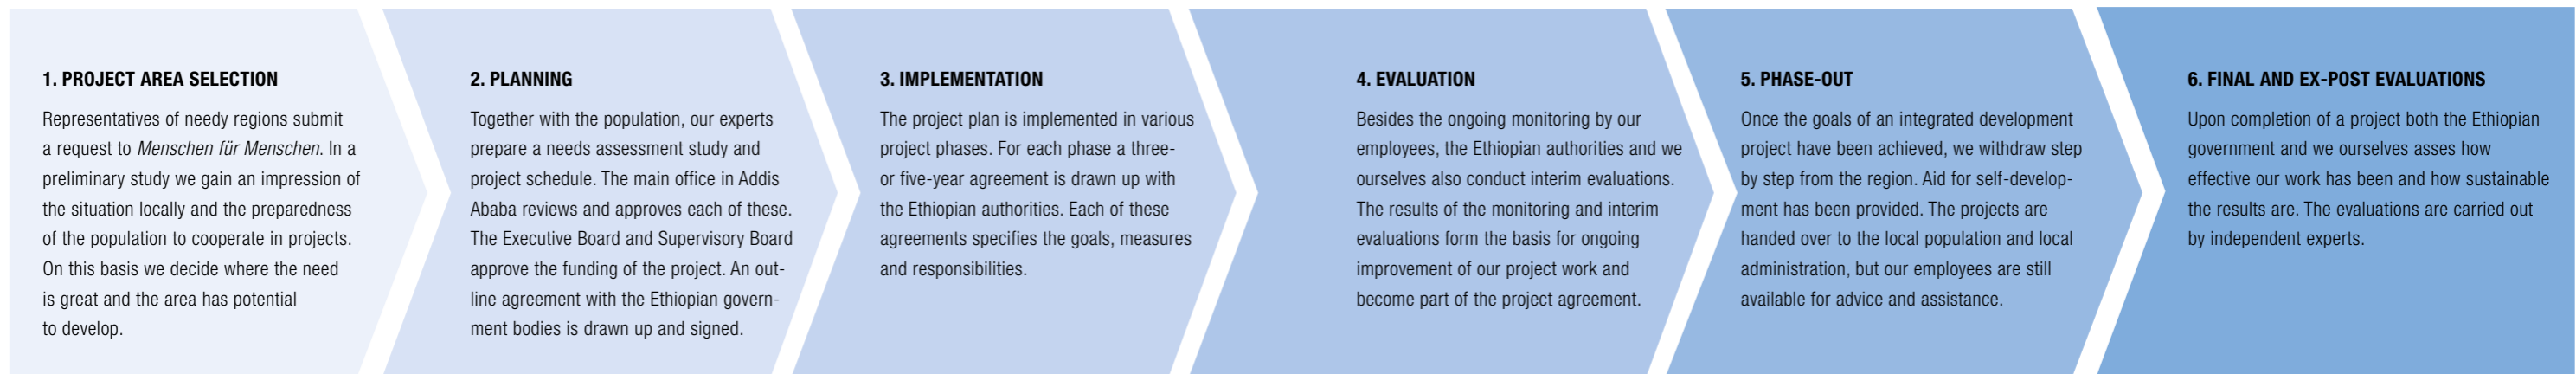 1. PROJECT AREA SELECTION
Representatives of needy regions submit
a request to Menschen für Menschen. In a
preliminary study we gain an impression of
the situation locally and the preparedness
of the population to cooperate in projects.
On this basis we decide where the need
is great and the area has potential
to develop.
2. PLANNING
Together with the population, our experts
prepare a needs assessment study and
project schedule. The main office in Addis
Ababa reviews and approves each of these.
The Executive Board and Supervisory Board
approve the funding of the project. An out-
line agreement with the Ethiopian govern-
ment bodies is drawn up and signed.
3. IMPLEMENTATION
The project plan is implemented in various
project phases. For each phase a three-
or five-year agreement is drawn up with
the Ethiopian authorities. Each of these
agreements specifies the goals, measures
and responsibilities.
4. EVALUATION
Besides the ongoing monitoring by our
employees, the Ethiopian authorities and we
ourselves also conduct interim evaluations.
The results of the monitoring and interim
evaluations form the basis for ongoing
improvement of our project work and
become part of the project agreement.
5. PHASE-OUT
Once the goals of an integrated development
project have been achieved, we withdraw step
by step from the region. Aid for self-develop-
ment has been provided. The projects are
handed over to the local population and local
administration, but our employees are still
available for advice and assistance.
6. FINAL AND EX-POST EVALUATIONS
Upon completion of a project both the Ethiopian
government and we ourselves asses how
effective our work has been and how sustainable
the results are. The evaluations are carried out
by independent experts.